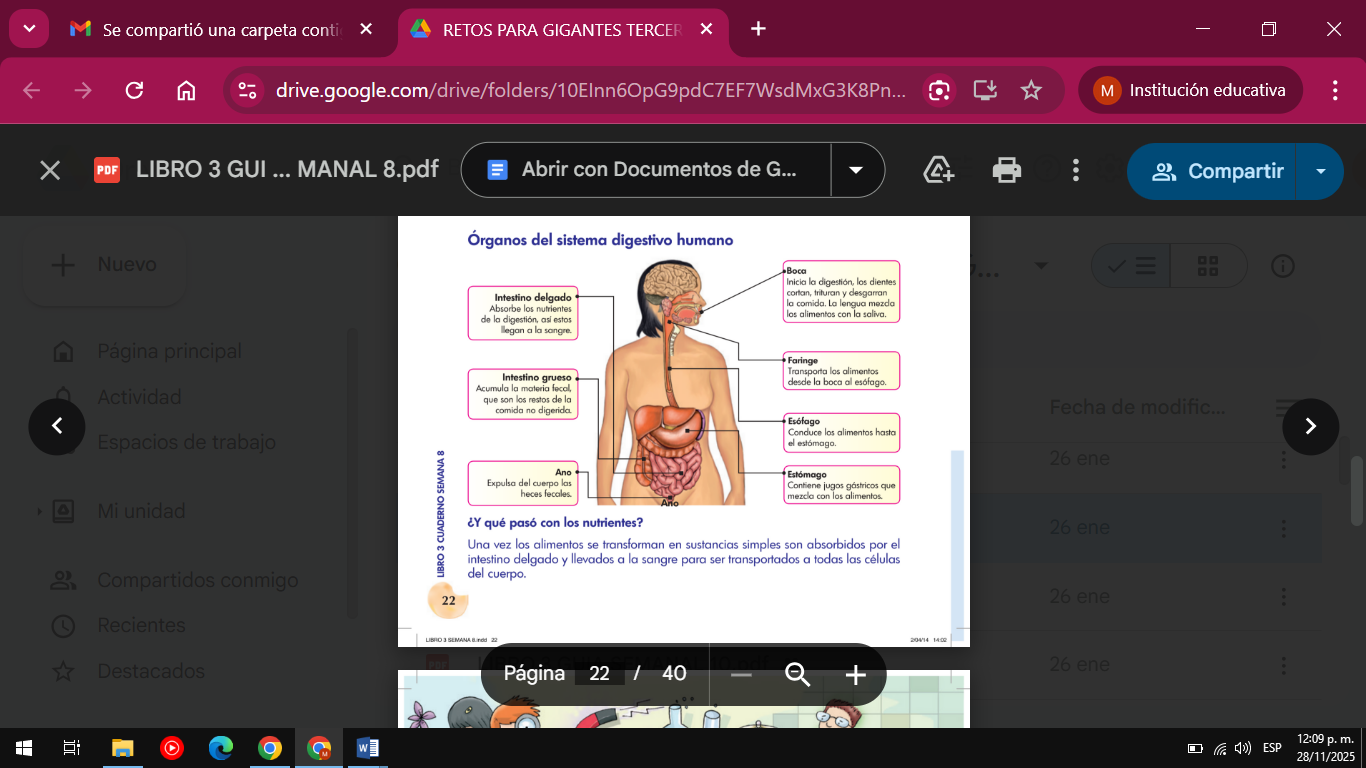 Se compartió una carpeta conti
RETOS PARA GIGANTES TERCER
drive.google.com/drive/folders/10EInn6OpG9pdC7EF7WsdMxG3K8Pn...
M
Institución educativa
PDF
LIBRO 3 GUI ... MANAL 8.pdf
Abrir con Documentos de G...
Compartir
Nuevo
Página principal
Actividad
Espacios de trabajo
Mi unidad
Compartidos conmigo
Recientes
Destacados
Fecha de modific...
26 ene
26 ene
26 ene
26 ene
Órganos del sistema digestivo humano
Intestino delgado
Absorbe los nutrientes
de la digestión, así estos
llegan a la sangre.
Intestino grueso
Acumula la materia fecal,
que son los restos de la
comida no digerida.
Ano
Expulsa del cuerpo las
heces fecales.
Boca
Inicia la digestión, los dientes
cortan, trituran y desgarran
la comida. La lengua mezcla
los alimentos con la saliva.
Faringe
Transporta los alimentos
desde la boca al esófago.
Esófago
Conduce los alimentos hasta
el estómago.
Estómago
Contiene jugos gástricos que
mezcla con los alimentos.
Ano
¿Y qué pasó con los nutrientes?
Una vez los alimentos se transforman en sustancias simples son absorbidos por el
intestino delgado y llevados a la sangre para ser transportados a todas las células
del cuerpo.
LIBRO 3 CUADERNO SEMANA 8
22
LIBRO 3 SEMANA 8.indd 22
2/04/14 14:02
Página 22 / 40
ESP
12:09 p. m.
28/11/2025